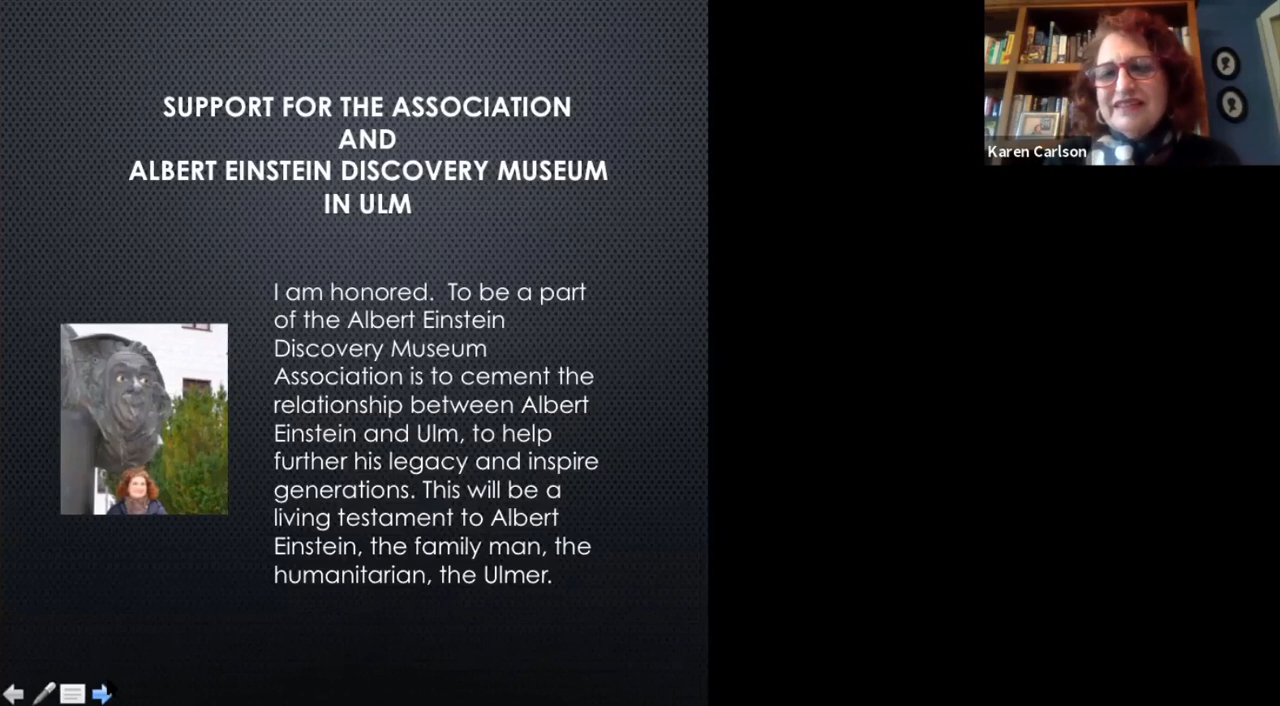 SUPPORT FOR THE ASSOCIATION
AND
ALBERT EINSTEIN DISCOVERY MUSEUM
IN ULM
I am honored.  To be a part
of the Albert Einstein
Discovery Museum
Association is to cement the
relationship between Albert
Einstein and Ulm, to help
further his legacy and inspire
generations. This will be a
living testament to Albert
Einstein, the family man, the
humanitarian, the Ulmer.
Karen Carlson